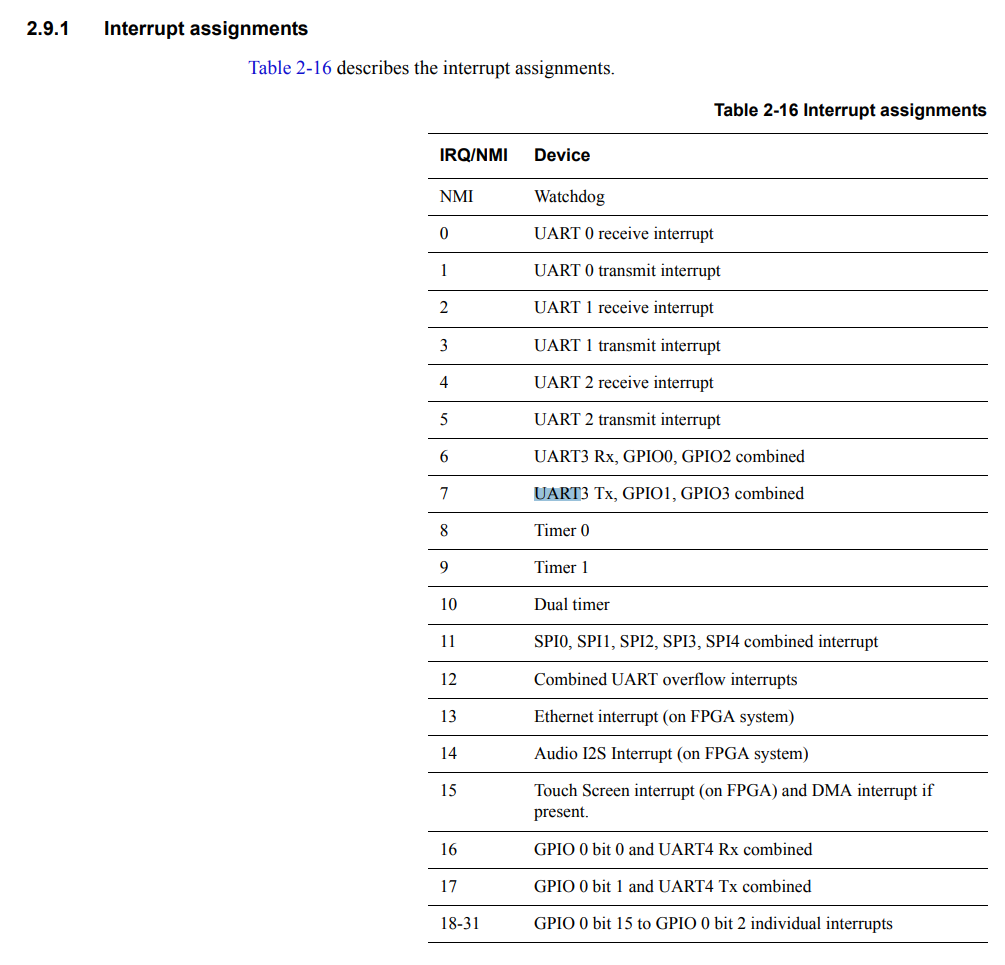 2.9.1 Interrupt assignments
Table 2-16 describes the interrupt assignments.
Table 2-16 Interrupt assignments
IRQ/NMI Device
NMI Watchdog
0 UART 0 receive interrupt
1 UART 0 transmit interrupt
2 UART 1 receive interrupt
3 UART 1 transmit interrupt
4 UART 2 receive interrupt
5 UART 2 transmit interrupt
6 UART3 Rx, GPIO0, GPIO2 combined
7 UART3 Tx, GPIO1, GPIO3 combined
8 Timer 0
9 Timer 1
10 Dual timer
11 SPI0, SPI1, SPI2, SPI3, SPI4 combined interrupt
12 Combined UART overflow interrupts
13 Ethernet interrupt (on FPGA system)
14 Audio I2S Interrupt (on FPGA system)
15 Touch Screen interrupt (on FPGA) and DMA interrupt if
present.
16 GPIO 0 bit 0 and UART4 Rx combined
17 GPIO 0 bit 1 and UART4 Tx combined
18-31 GPIO 0 bit 15 to GPIO 0 bit 2 individual interrupts